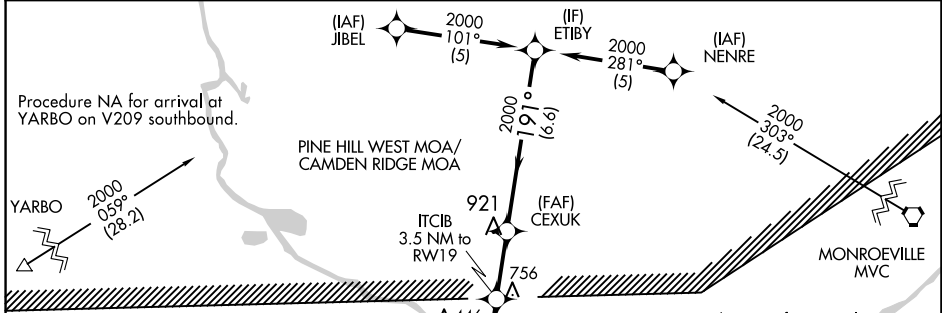 (IAF)
JIBEL
2000
101°
(5)
(IF)
ETIBY
2000
281°
(5)
(IAF)
NENRE
Procedure NA for arrival at
YARBO on V209 southbound.
2000
191°
(6.6)
2000
303°
(24.5)
PINE HILL WEST MOA/
CAMDEN RIDGE MOA
2000
059°
(28.2)
YARBO
921
(FAF)
CEXUK
ITCIB
3.5 NM to
RW19
MONROEVILLE
MVC
756